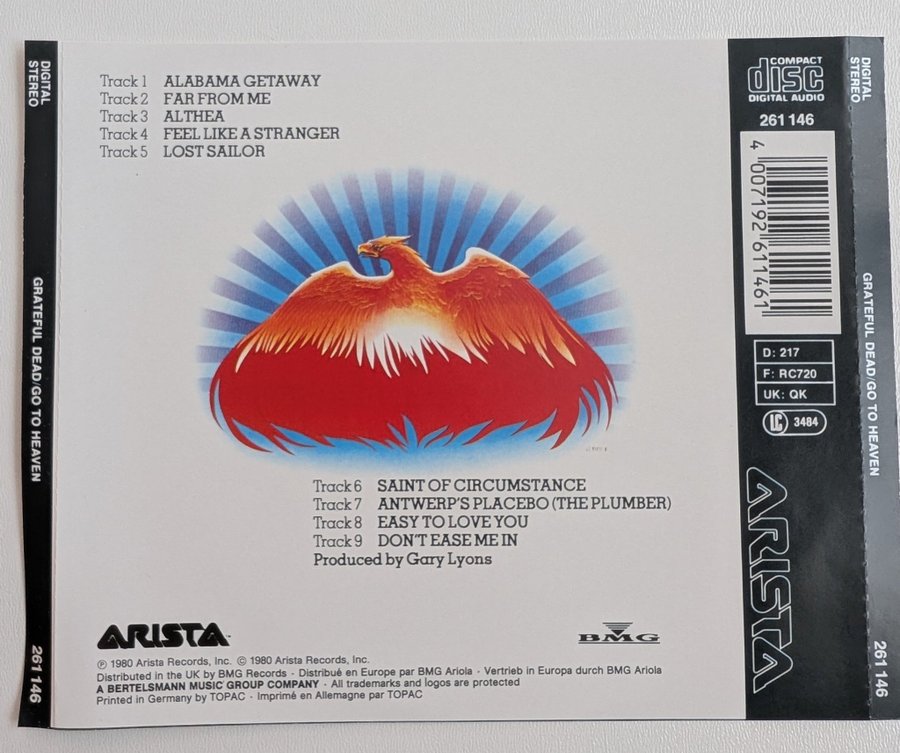 DIGITAL
STEREO
GRATEFUL DEAD/GO TO HEAVEN
261 146
Track 1 ALABAMA GETAWAY
Track 2 FAR FROM ME
Track 3 ALTHEA
Track 4 FEEL LIKE A STRANGER
Track 5 LOST SAILOR
Track 6 SAINT OF CIRCUMSTANCE
Track 7 ANTWERP'S PLACEBO (THE PLUMBER)
Track 8 EASY TO LOVE YOU
Track 9 DON'T EASE ME IN
Produced by Gary Lyons
ARISTA™
BMG
℗ 1980 Arista Records, Inc. © 1980 Arista Records, Inc.
Distributed in the UK by BMG Records · Distribué en Europe par BMG Ariola · Vertrieb in Europa durch BMG Ariola
A BERTELSMANN MUSIC GROUP COMPANY · All trademarks and logos are protected
Printed in Germany by TOPAC · Imprimé en Allemagne par TOPAC
COMPACT
disc
DIGITAL AUDIO
261 146
4 007192 611461
D: 217
F: RC720
UK: QK
LC 3484
ARISTA
DIGITAL
STEREO
GRATEFUL DEAD/GO TO HEAVEN
261 146